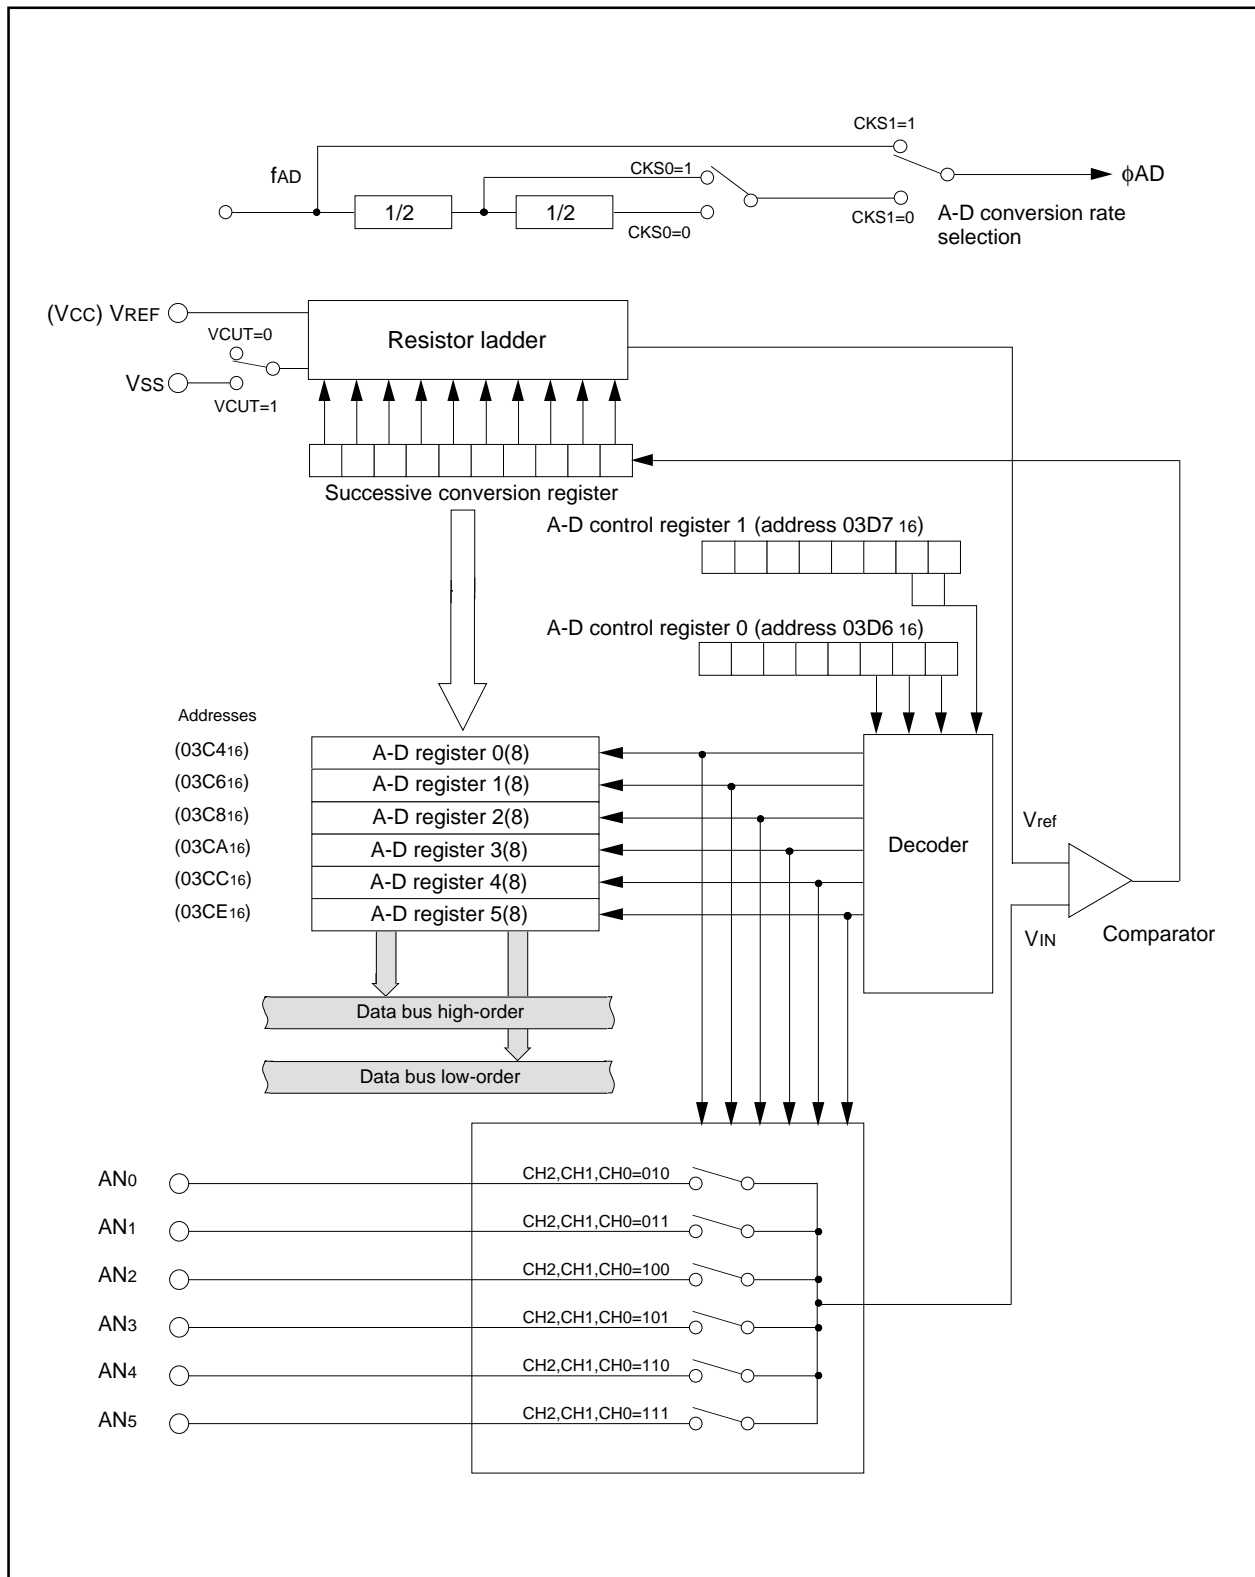 CKS1=1
fAD
CKS0=1
ϕAD
1/2
1/2
CKS0=0
CKS1=0
A-D conversion rate
selection
(VCC) VREF
VCUT=0
Resistor ladder
VSS
VCUT=1
Successive conversion register
A-D control register 1 (address 03D7 16)
A-D control register 0 (address 03D6 16)
Addresses
(03C416)
A-D register 0(8)
(03C616)
A-D register 1(8)
(03C816)
A-D register 2(8)
(03CA16)
A-D register 3(8)
(03CC16)
A-D register 4(8)
(03CE16)
A-D register 5(8)
Decoder
Vref
VIN
Comparator
Data bus high-order
Data bus low-order
AN0
CH2,CH1,CH0=010
AN1
CH2,CH1,CH0=011
AN2
CH2,CH1,CH0=100
AN3
CH2,CH1,CH0=101
AN4
CH2,CH1,CH0=110
AN5
CH2,CH1,CH0=111